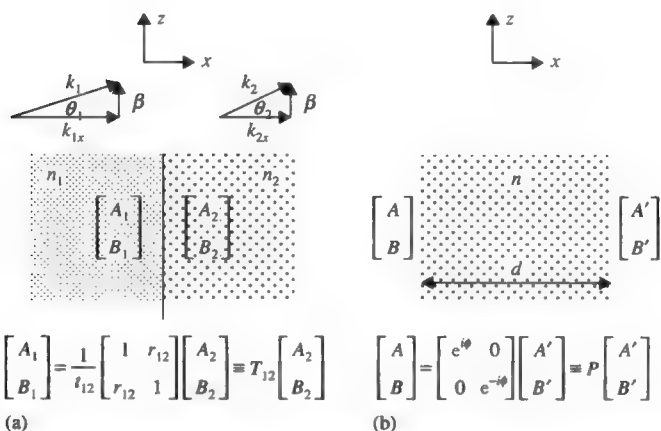 z z
x x
k₁ k₂
θ₁ β θ₂ β
k₁ₓ k₂ₓ
n₁ n₂ n
[A₁ B₁] [A₂ B₂] [A B] [A′ B′]
d
[A₁ B₁] = 1/t₁₂ [1 r₁₂ r₁₂ 1] [A₂ B₂] ≡ T₁₂ [A₂ B₂] [A B] = [e^{iϕ} 0 0 e^{−iϕ}] [A′ B′] ≡ P [A′ B′]
(a) (b)